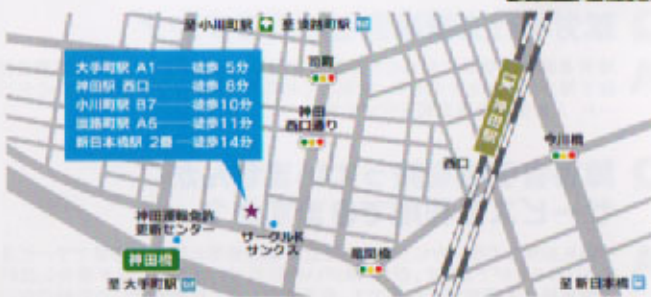 至 小川町駅 至 淡路町駅
大手町駅 A1 徒歩 5分
神田駅 西口 徒歩 6分
小川町駅 B7 徒歩10分
淡路町駅 A6 徒歩11分
新日本橋駅 2番 徒歩14分
司町
神田
西口通り
JR 神田駅
西口
今川橋
神田運転免許
更新センター
サークルK
サンクス
神田橋
鎌倉橋
至 大手町駅
至 新日本橋